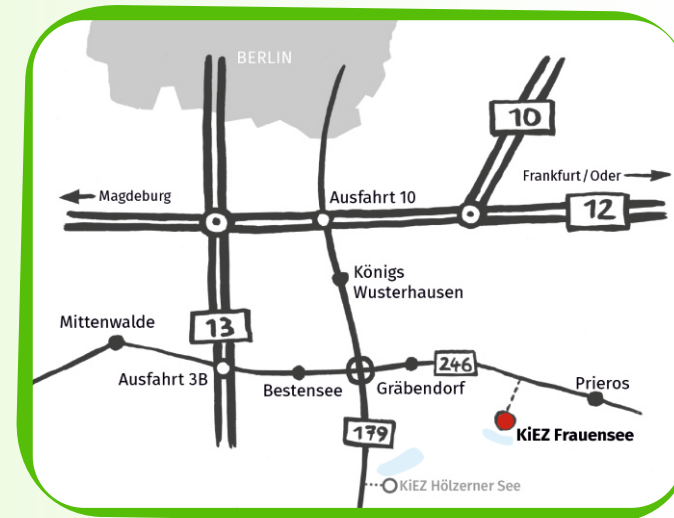 BERLIN
10
Magdeburg
Ausfahrt 10
Frankfurt/Oder
12
Königs
Wusterhausen
Mittenwalde
13
Ausfahrt 3B
Bestensee
Gräbendorf
246
Prieros
179
KiEZ Frauensee
KiEZ Hölzerner See